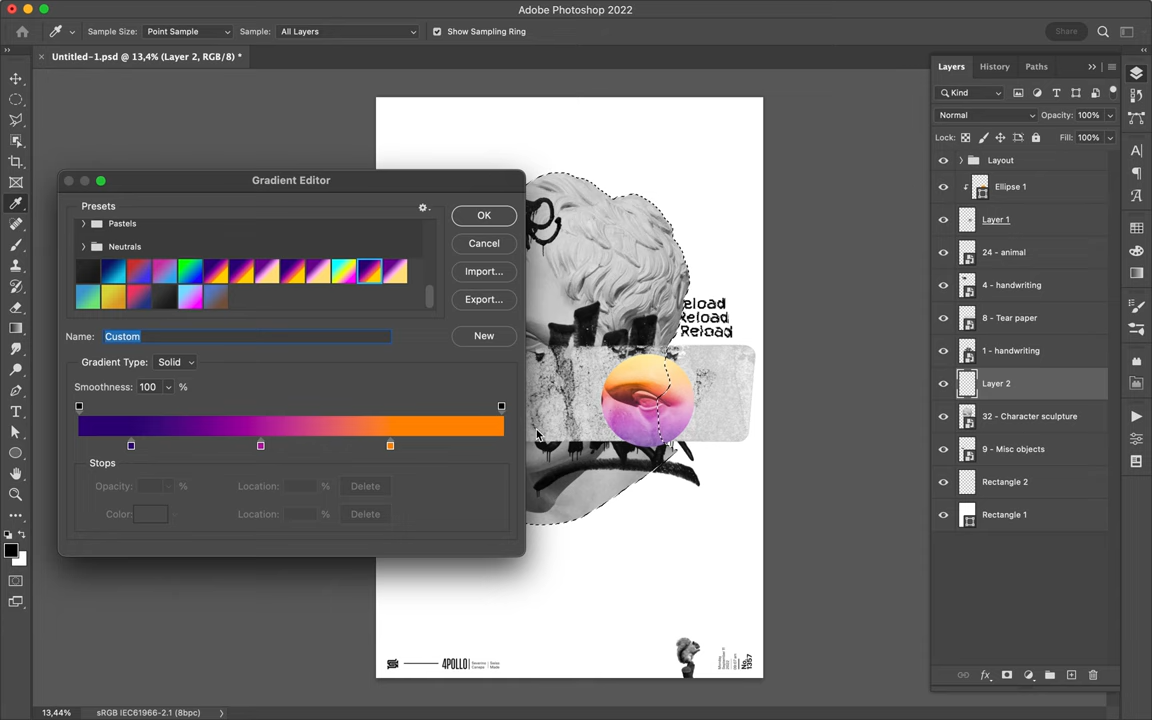 Adobe Photoshop 2022
Sample Size: Point Sample Sample: All Layers Show Sampling Ring Share
Untitled-1.psd @ 13,4% (Layer 2, RGB/8) *
Layers History Paths
Kind
Normal Opacity: 100%
Lock: Fill: 100%
Layout
Ellipse 1
Layer 1
24 - animal
4 - handwriting
8 - Tear paper
1 - handwriting
Layer 2
32 - Character sculpture
9 - Misc objects
Rectangle 2
Rectangle 1
Gradient Editor
Presets
Pastels
Neutrals
OK
Cancel
Import...
Export...
New
Name: Custom
Gradient Type: Solid
Smoothness: 100 %
Stops
Opacity: % Location: % Delete
Color: Location: % Delete
eload
Reload
Reload
4POLLO
No. 1357
13,44% sRGB IEC61966-2.1 (8bpc)